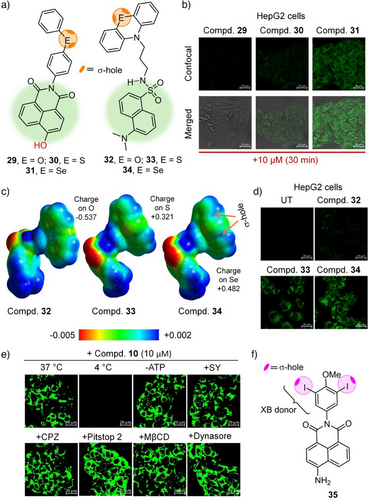 a)
E
E
= σ-hole
O
N
O
HO
N
H-N
S
O
O
N
29, E = O; 30, E = S
31, E = Se
32, E = O; 33, E = S
34, E = Se
b)
HepG2 cells
Compd. 29
Compd. 30
Compd. 31
Confocal
Merged
+10 μM (30 min)
c)
Charge
on O
-0.537
Charge
on S
+0.321
σ-hole
Charge
on Se
+0.482
Compd. 32
Compd. 33
Compd. 34
-0.005
+0.002
d)
HepG2 cells
UT
Compd. 32
Compd. 33
Compd. 34
e)
+ Compd. 10 (10 μM)
37 °C
4 °C
-ATP
+SY
+CPZ
+Pitstop 2
+MβCD
+Dynasore
f)
= σ-hole
OMe
I
I
XB donor
O
N
O
NH2
35